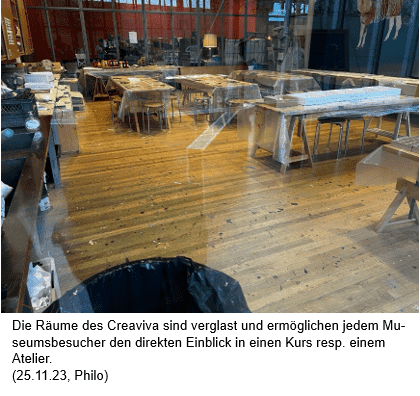 Die Räume des Creaviva sind verglast und ermöglichen jedem Mu-
seumsbesucher den direkten Einblick in einen Kurs resp. einem
Atelier.
(25.11.23, Philo)